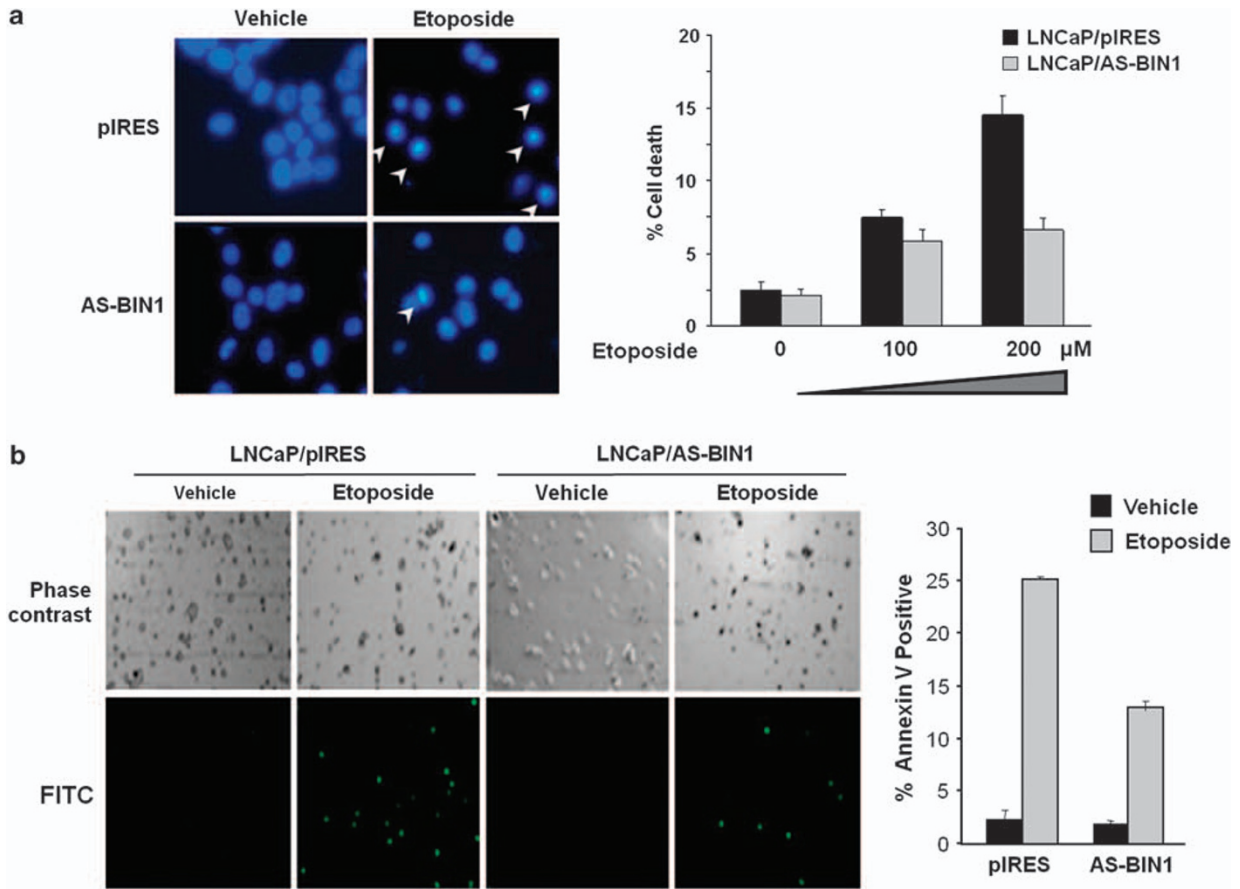 a
Vehicle Etoposide
pIRES
AS-BIN1
20
15
10
5
0
% Cell death
LNCaP/pIRES
LNCaP/AS-BIN1
Etoposide 0 100 200 µM
b
LNCaP/pIRES LNCaP/AS-BIN1
Vehicle Etoposide Vehicle Etoposide
Phase
contrast
FITC
Vehicle
Etoposide
30
25
20
15
10
5
0
% Annexin V Positive
pIRES AS-BIN1